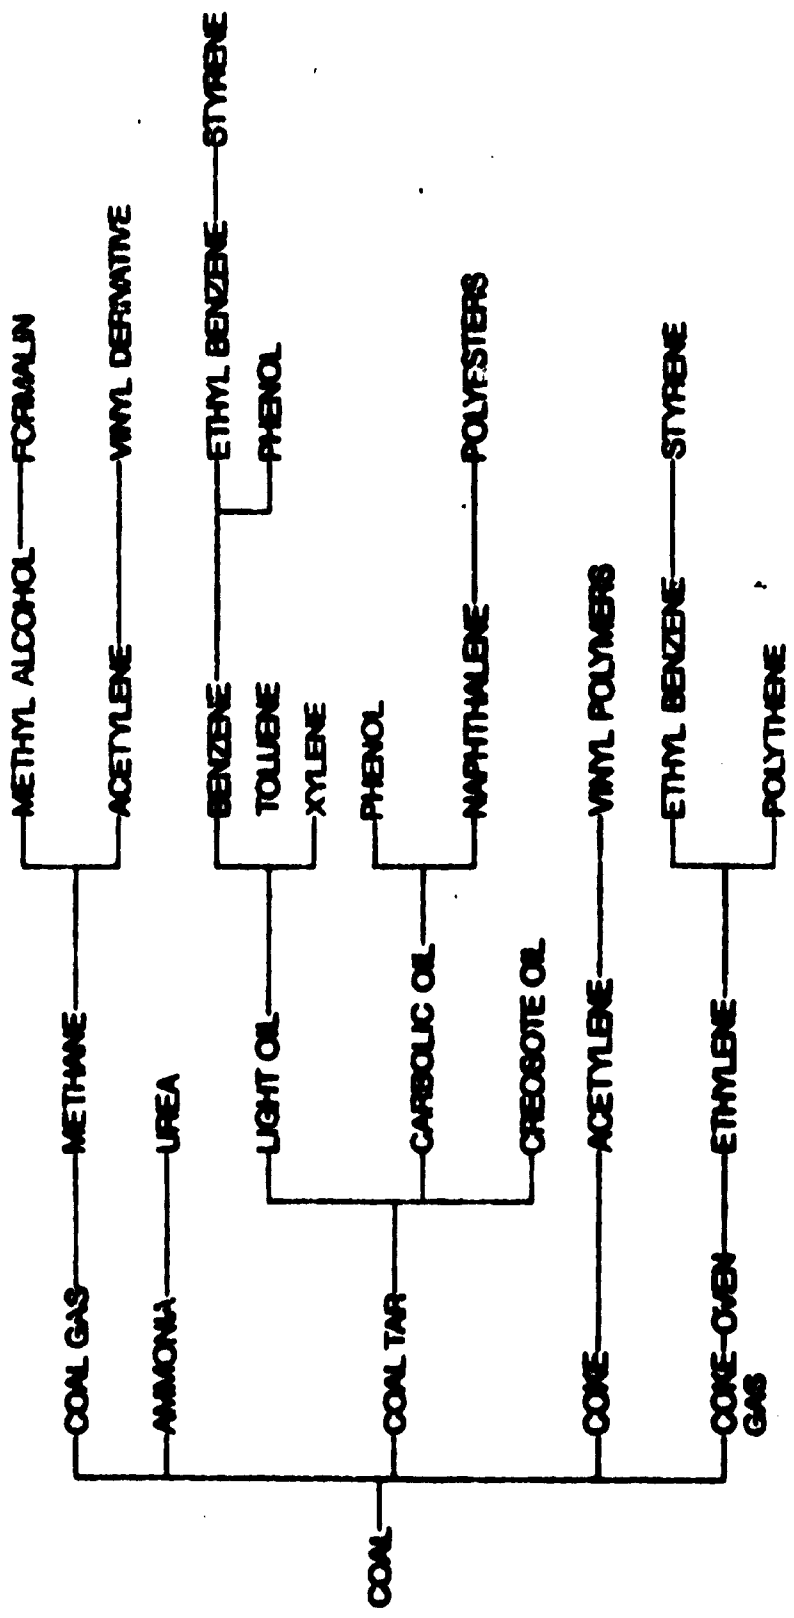 COAL
COAL GAS
METHANE
METHYL ALCOHOL
FORMALIN
ACETYLENE
VINYL DERIVATIVE
AMMONIA
UREA
COAL TAR
LIGHT OIL
BENZENE
ETHYL BENZENE
STYRENE
PHENOL
TOLUENE
XYLENE
CARBOLIC OIL
PHENOL
NAPHTHALENE
POLYESTERS
CREOSOTE OIL
COKE
ACETYLENE
VINYL POLYMERS
COKE-OVEN
GAS
ETHYLENE
ETHYL BENZENE
STYRENE
POLYTHENE